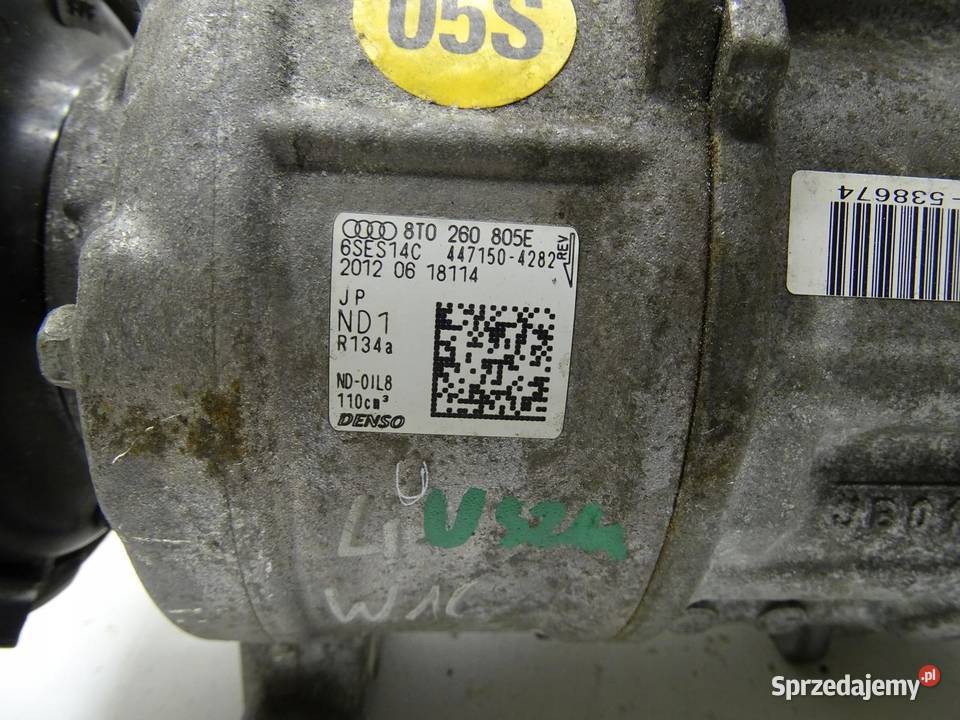 05S
-538674
8T0 260 805E
6SES14C 447150-4282 REV
2012 06 18114
JP
ND1
R134a
ND-OIL8
110cm³
DENSO
U
W1C
Sprzedajemy.pl